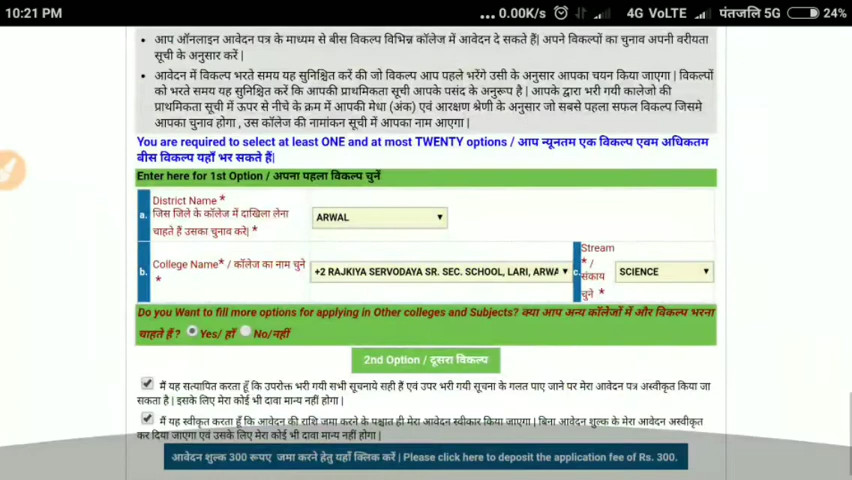 10:21 PM ... 0.00K/s 4G VoLTE पंतजलि 5G 24%
आप ऑनलाइन आवेदन पत्र के माध्यम से बीस विकल्प विभिन्न कॉलेज में आवेदन दे सकते हैं| अपने विकल्पों का चुनाव अपनी वरीयता
सूची के अनुसार करें |
आवेदन में विकल्प भरते समय यह सुनिश्चित करें की जो विकल्प आप पहले भरेंगे उसी के अनुसार आपका चयन किया जाएगा | विकल्पों
को भरते समय यह सुनिश्चित करें कि आपकी प्राथमिकता सूची आपके पसंद के अनुरूप है | आपके द्वारा भरी गयी कालेजो की
प्राथमिकता सूची में ऊपर से नीचे के क्रम में आपकी मेधा (अंक) एवं आरक्षण श्रेणी के अनुसार जो सबसे पहला सफल विकल्प जिसमे
आपका चुनाव होगा , उस कॉलेज की नामांकन सूची में आपका नाम आएगा |
You are required to select at least ONE and at most TWENTY options / आप न्यूनतम एक विकल्प एवम अधिकतम
बीस विकल्प यहाँ भर सकते हैं|
Enter here for 1st Option / अपना पहला विकल्प चुनें
District Name *
a. जिस जिले के कॉलेज में दाखिला लेना ARWAL
चाहते हैं उसका चुनाव करे| *
Stream
b. College Name* / कॉलेज का नाम चुने +2 RAJKIYA SERVODAYA SR. SEC. SCHOOL, LARI, ARWA c. * / SCIENCE
* संकाय
चुने *
Do you Want to fill more options for applying in Other colleges and Subjects? क्या आप अन्य कॉलेजों में और विकल्प भरना
चाहते हैं ? Yes/ हाँ No/नहीं
2nd Option / दूसरा विकल्प
मैं यह सत्यापित करता हूँ कि उपरोक्त भरी गयी सभी सूचनाये सही हैं एवं उपर भरी गयी सूचना के गलत पाए जाने पर मेरा आवेदन पत्र अस्वीकृत किया जा
सकता है | इसके लिए मेरा कोई भी दावा मान्य नहीं होगा |
मैं यह स्वीकृत करता हूँ कि आवेदन की राशि जमा करने के पश्चात ही मेरा आवेदन स्वीकार किया जाएगा | बिना आवेदन शुल्क के मेरा आवेदन अस्वीकृत
कर दिया जाएगा एवं उसके लिए मेरा कोई भी दावा मान्य नहीं होगा |
आवेदन शुल्क 300 रूपए जमा करने हेतु यहाँ क्लिक करें | Please click here to deposit the application fee of Rs. 300.